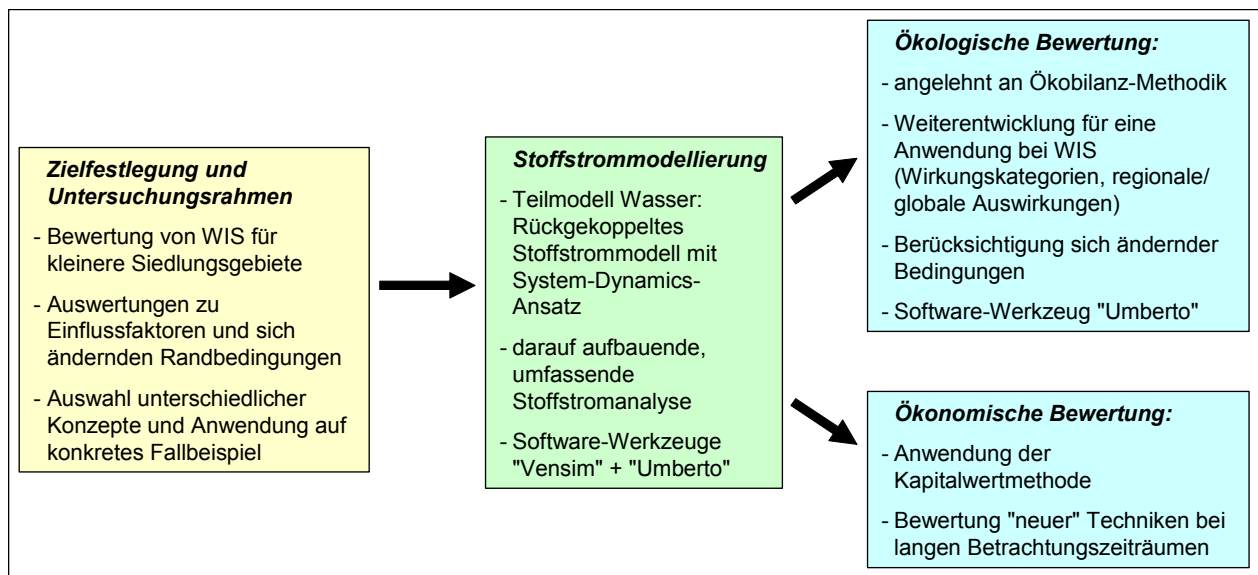 Zielfestlegung und
Untersuchungsrahmen
- Bewertung von WIS für
kleinere Siedlungsgebiete
- Auswertungen zu
Einflussfaktoren und sich
ändernden Randbedingungen
- Auswahl unterschiedlicher
Konzepte und Anwendung auf
konkretes Fallbeispiel
Stoffstrommodellierung
- Teilmodell Wasser:
Rückgekoppeltes
Stoffstrommodell mit
System-Dynamics-
Ansatz
- darauf aufbauende,
umfassende
Stoffstromanalyse
- Software-Werkzeuge
"Vensim" + "Umberto"
Ökologische Bewertung:
- angelehnt an Ökobilanz-Methodik
- Weiterentwicklung für eine
Anwendung bei WIS
(Wirkungskategorien, regionale/
globale Auswirkungen)
- Berücksichtigung sich ändernder
Bedingungen
- Software-Werkzeug "Umberto"
Ökonomische Bewertung:
- Anwendung der
Kapitalwertmethode
- Bewertung "neuer" Techniken bei
langen Betrachtungszeiträumen